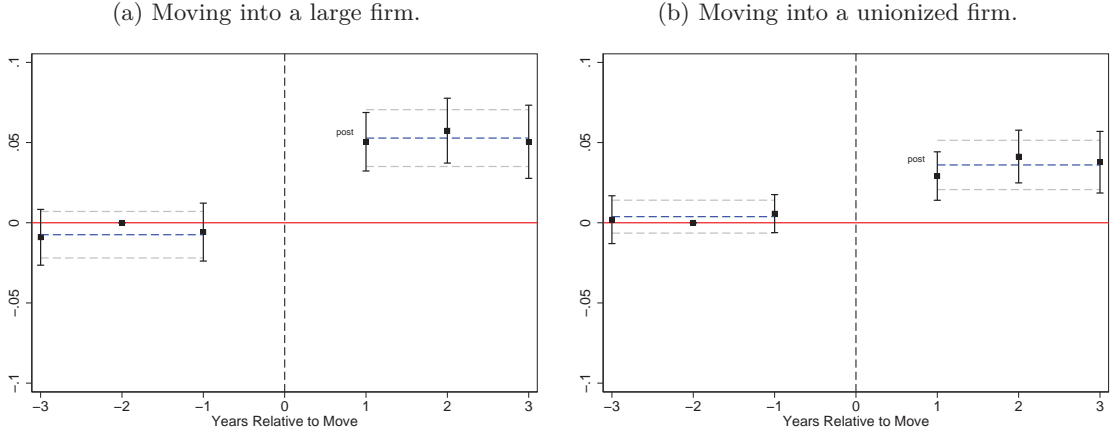 (a) Moving into a large firm.
.1
.05
0
-.05
-.1
post
-3 -2 -1 0 1 2 3
Years Relative to Move
(b) Moving into a unionized firm.
.1
.05
0
-.05
-.1
post
-3 -2 -1 0 1 2 3
Years Relative to Move